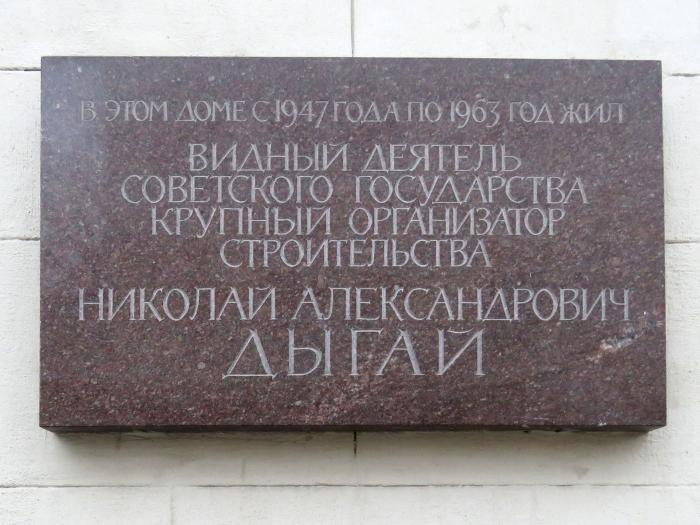 В ЭТОМ ДОМЕ С 1947 ГОДА ПО 1963 ГОД ЖИЛ
ВИДНЫЙ ДЕЯТЕЛЬ
СОВЕТСКОГО ГОСУДАРСТВА
КРУПНЫЙ ОРГАНИЗАТОР
СТРОИТЕЛЬСТВА
НИКОЛАЙ АЛЕКСАНДРОВИЧ
ДЫГАЙ